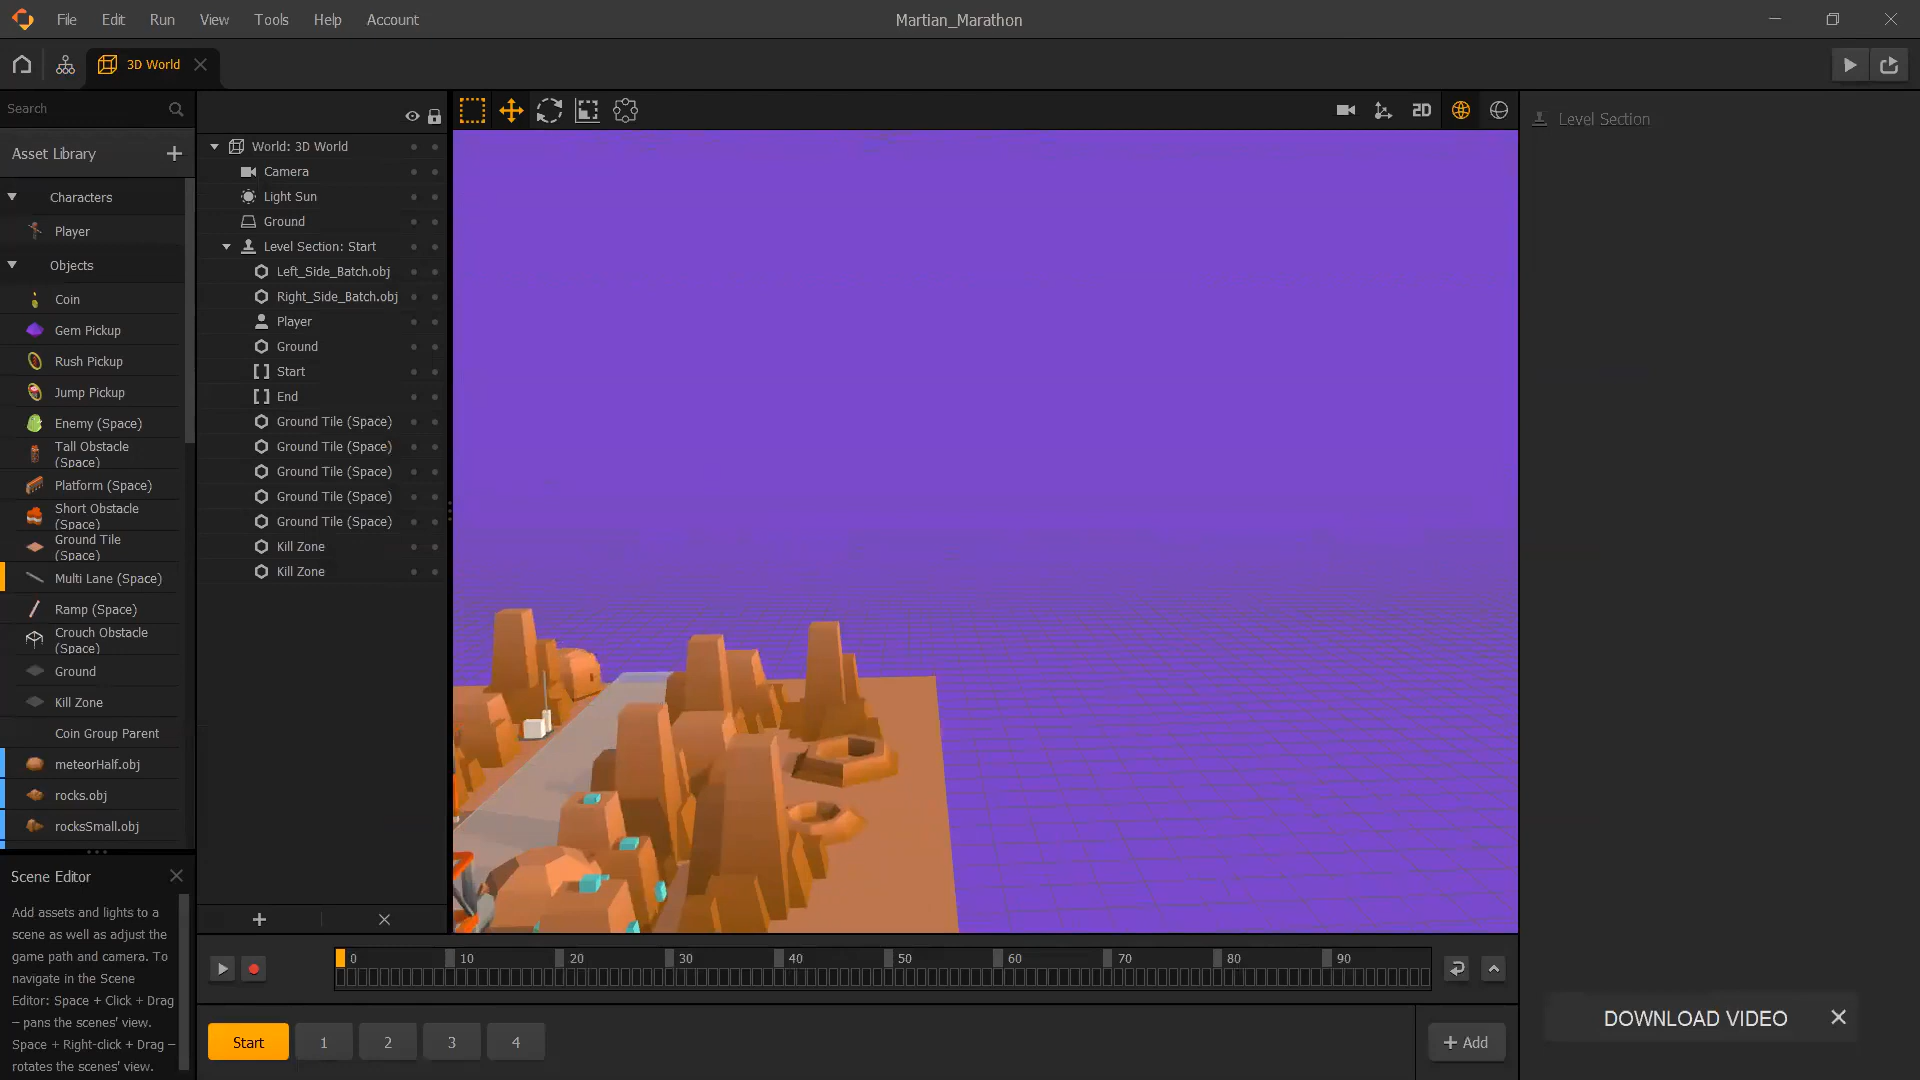 File Edit Run View Tools Help Account
Martian_Marathon
3D World
Search
Asset Library
Characters
Player
Objects
Coin
Gem Pickup
Rush Pickup
Jump Pickup
Enemy (Space)
Tall Obstacle
(Space)
Platform (Space)
Short Obstacle
(Space)
Ground Tile
(Space)
Multi Lane (Space)
Ramp (Space)
Crouch Obstacle
(Space)
Ground
Kill Zone
Coin Group Parent
meteorHalf.obj
rocks.obj
rocksSmall.obj
Scene Editor
Add assets and lights to a
scene as well as adjust the
game path and camera. To
navigate in the Scene
Editor: Space + Click + Drag
– pans the scenes' view.
Space + Right-click + Drag –
rotates the scenes' view.
World: 3D World
Camera
Light Sun
Ground
Level Section: Start
Left_Side_Batch.obj
Right_Side_Batch.obj
Player
Ground
Start
End
Ground Tile (Space)
Ground Tile (Space)
Ground Tile (Space)
Ground Tile (Space)
Ground Tile (Space)
Kill Zone
Kill Zone
2D
Level Section
0 10 20 30 40 50 60 70 80 90
Start 1 2 3 4
+ Add
DOWNLOAD VIDEO